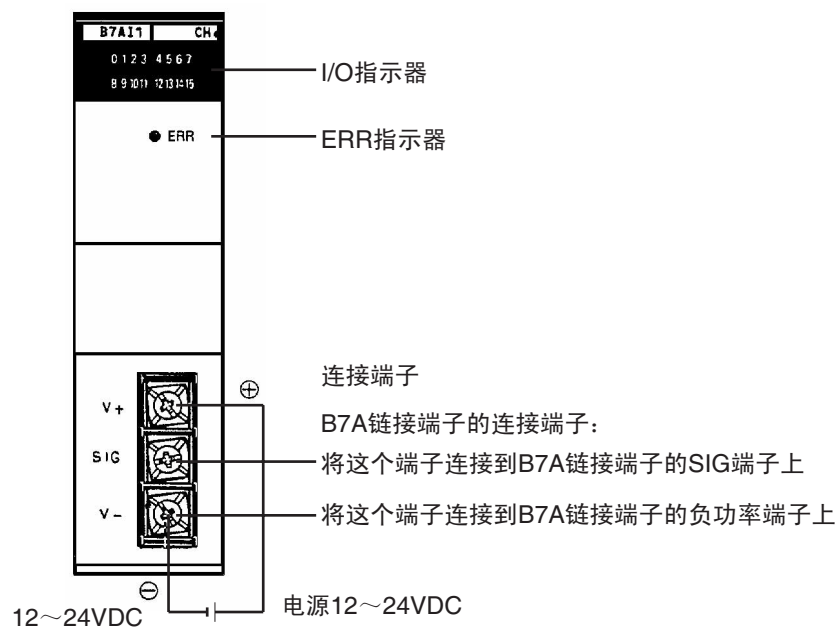 B7AI1 CH
0 1 2 3 4 5 6 7
8 9 10 11 12 13 14 15
I/O指示器
ERR
ERR指示器
连接端子
V+
B7A链接端子的连接端子：
SIG
将这个端子连接到B7A链接端子的SIG端子上
V-
将这个端子连接到B7A链接端子的负功率端子上
12～24VDC
电源12～24VDC